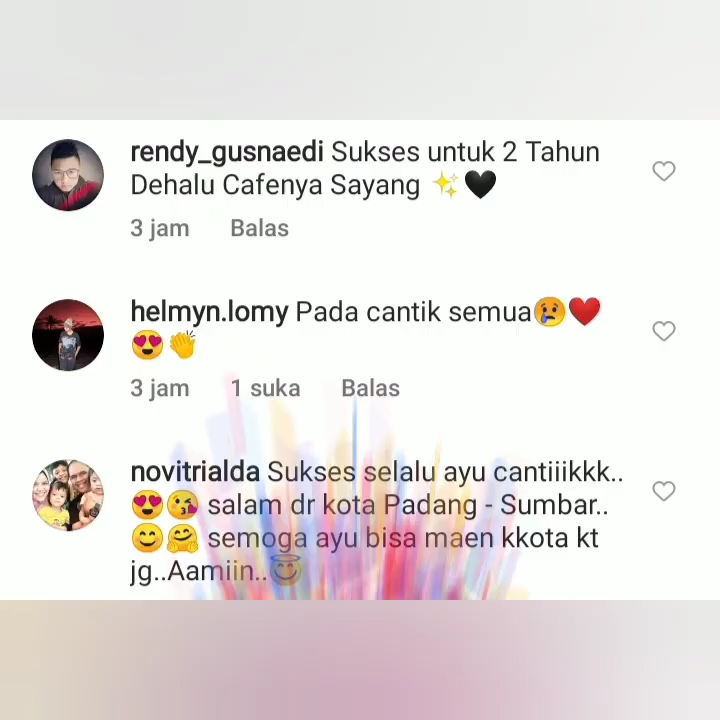 rendy_gusnaedi Sukses untuk 2 Tahun
Dehalu Cafenya Sayang ✨🖤
3 jam Balas
helmyn.lomy Pada cantik semua😢❤️
😍👏
3 jam 1 suka Balas
novitrialda Sukses selalu ayu cantiiikkk..
😍😘 salam dr kota Padang - Sumbar..
😊🤗 semoga ayu bisa maen kkota kt
jg..Aamiin..😇